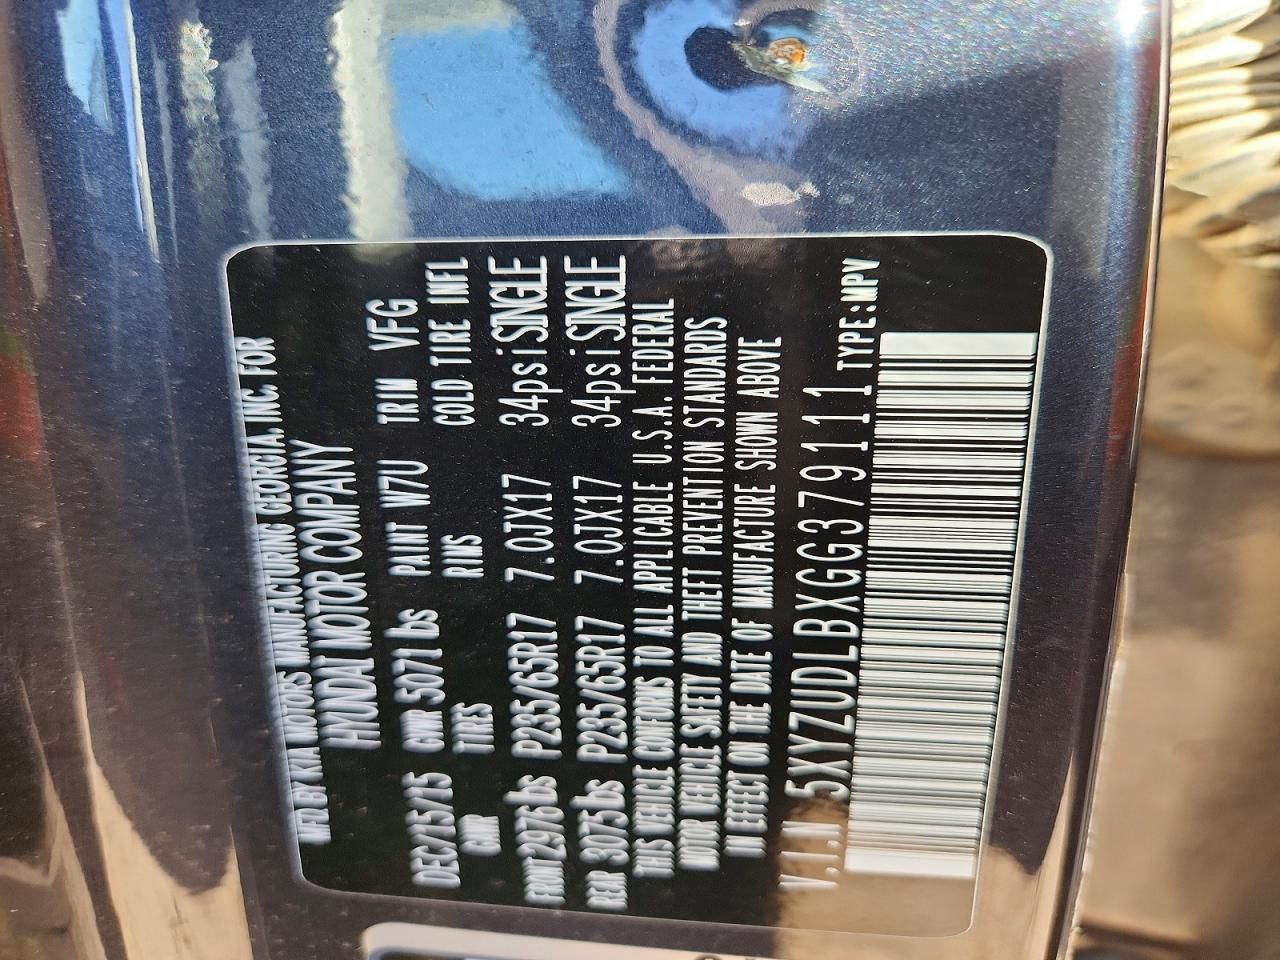 MFD BY KIA MOTORS MANUFACTURING GEORGIA. INC. FOR
HYUNDAI MOTOR COMPANY
DEC/15/15 GVWR 5071 lbs PAINT W7U TRIM VFG
GAWR TIRES RIMS COLD TIRE INFL
FRONT 2976 lbs P235/65R17 7.0JX17 34psi SINGLE
REAR 3075 lbs P235/65R17 7.0JX17 34psi SINGLE
THIS VEHICLE CONFORMS TO ALL APPLICABLE U.S.A. FEDERAL
MOTOR VEHICLE SAFETY AND THEFT PREVENTION STANDARDS
IN EFFECT ON THE DATE OF MANUFACTURE SHOWN ABOVE
V.I.N 5XYZUDLBXGG379111 TYPE:MPV